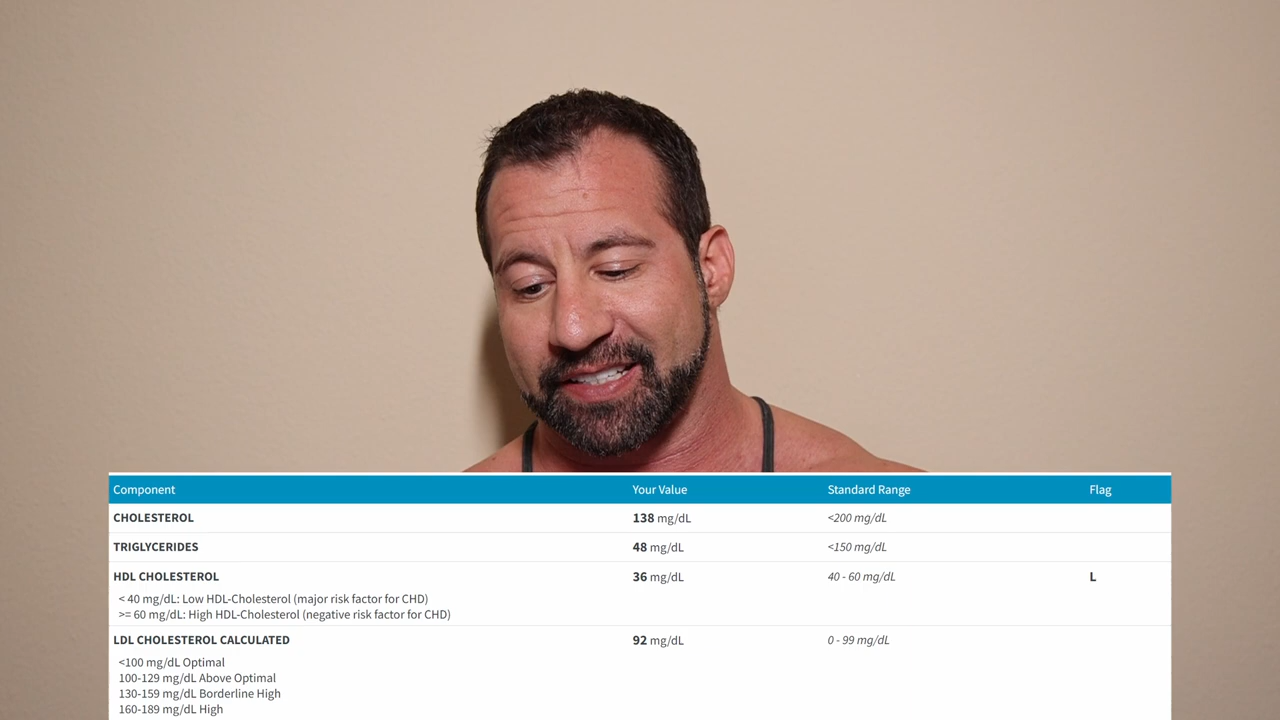 Component Your Value Standard Range Flag
CHOLESTEROL 138 mg/dL <200 mg/dL
TRIGLYCERIDES 48 mg/dL <150 mg/dL
HDL CHOLESTEROL 36 mg/dL 40 - 60 mg/dL L
< 40 mg/dL: Low HDL-Cholesterol (major risk factor for CHD)
>= 60 mg/dL: High HDL-Cholesterol (negative risk factor for CHD)
LDL CHOLESTEROL CALCULATED 92 mg/dL 0 - 99 mg/dL
<100 mg/dL Optimal
100-129 mg/dL Above Optimal
130-159 mg/dL Borderline High
160-189 mg/dL High